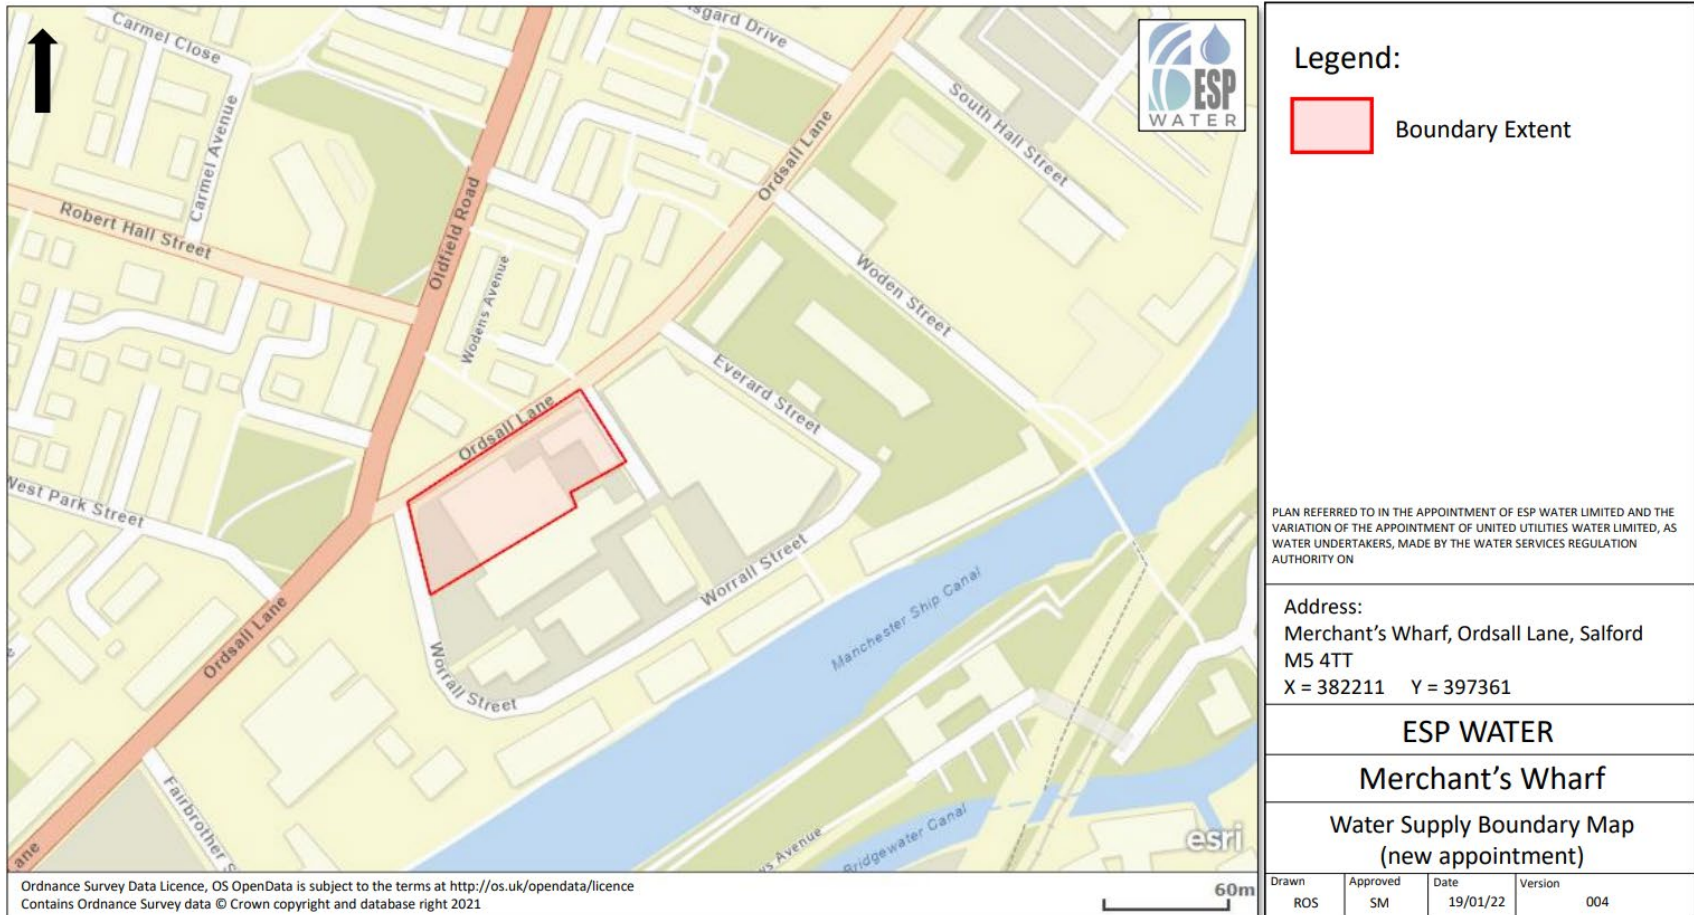 Carmel Close
sgard Drive
ESP
WATER
Carmel Avenue
South Hall Street
Ordsall Lane
Oldfield Road
Robert Hall Street
Wodens Avenue
Woden Street
Everard Street
Ordsall Lane
West Park Street
Worrall Street
Manchester Ship Canal
Ordsall Lane
Worrall Street
Fairbrother S
ane
ws Avenue
Bridgewater Canal
esri
Ordnance Survey Data Licence, OS OpenData is subject to the terms at http://os.uk/opendata/licence
Contains Ordnance Survey data © Crown copyright and database right 2021
60m
Legend:
Boundary Extent
PLAN REFERRED TO IN THE APPOINTMENT OF ESP WATER LIMITED AND THE
VARIATION OF THE APPOINTMENT OF UNITED UTILITIES WATER LIMITED, AS
WATER UNDERTAKERS, MADE BY THE WATER SERVICES REGULATION
AUTHORITY ON
Address:
Merchant's Wharf, Ordsall Lane, Salford
M5 4TT
X = 382211 Y = 397361
ESP WATER
Merchant's Wharf
Water Supply Boundary Map
(new appointment)
Drawn Approved Date Version
ROS SM 19/01/22 004